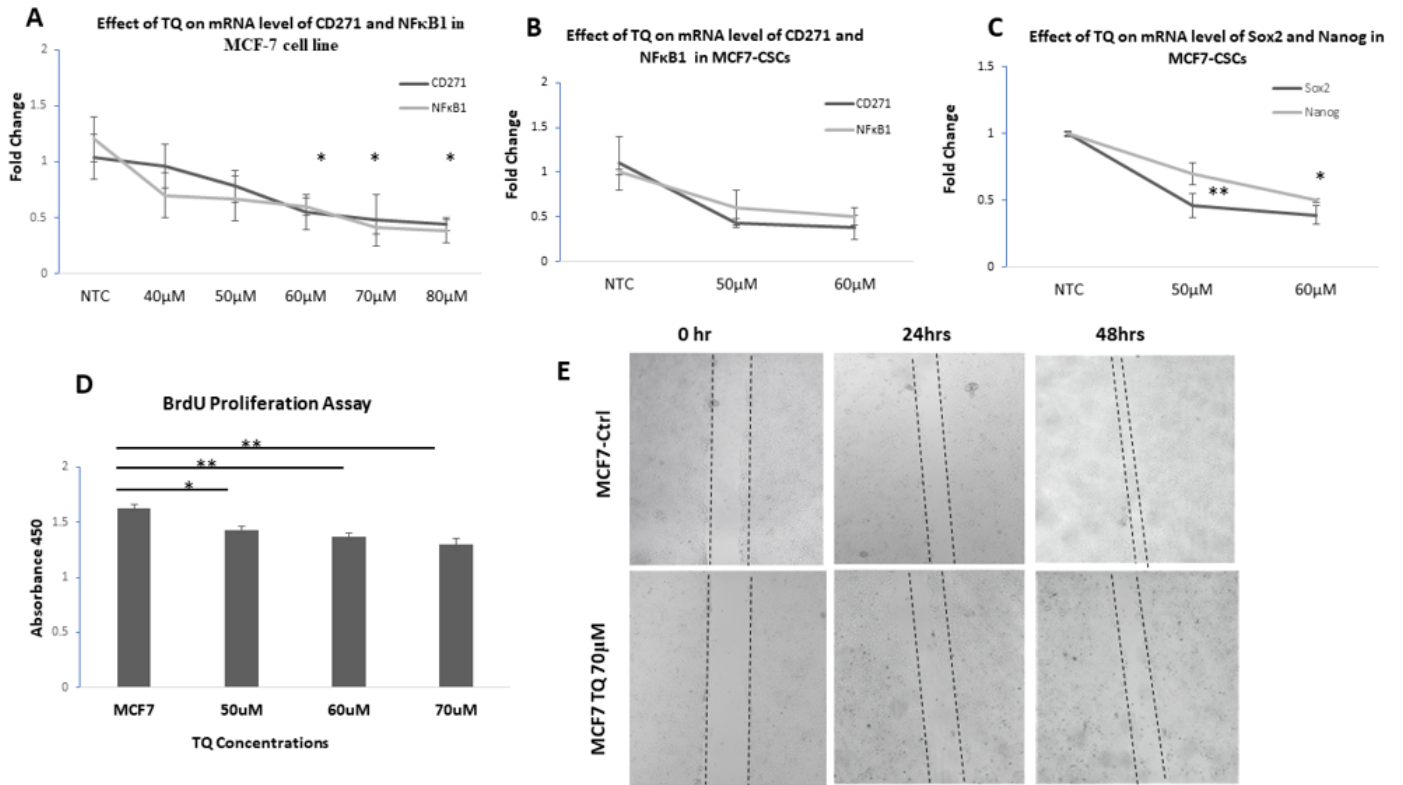 A
Effect of TQ on mRNA level of CD271 and NFκB1 in
MCF-7 cell line
2
1.5
1
0.5
0
Fold Change
CD271
NFκB1
*
*
*
NTC
40µM
50µM
60µM
70µM
80µM
B
Effect of TQ on mRNA level of CD271 and
NFκB1 in MCF7-CSCs
2
1.5
1
0.5
0
Fold Change
CD271
NFκB1
NTC
50µM
60µM
C
Effect of TQ on mRNA level of Sox2 and Nanog in
MCF7-CSCs
1.5
1
0.5
0
Fold Change
Sox2
Nanog
**
*
NTC
50µM
60µM
D
BrdU Proliferation Assay
**
**
*
2
1.5
1
0.5
0
Absorbance 450
MCF7
50uM
60uM
70uM
TQ Concentrations
E
0 hr
24hrs
48hrs
MCF7-Ctrl
MCF7 TQ 70µM